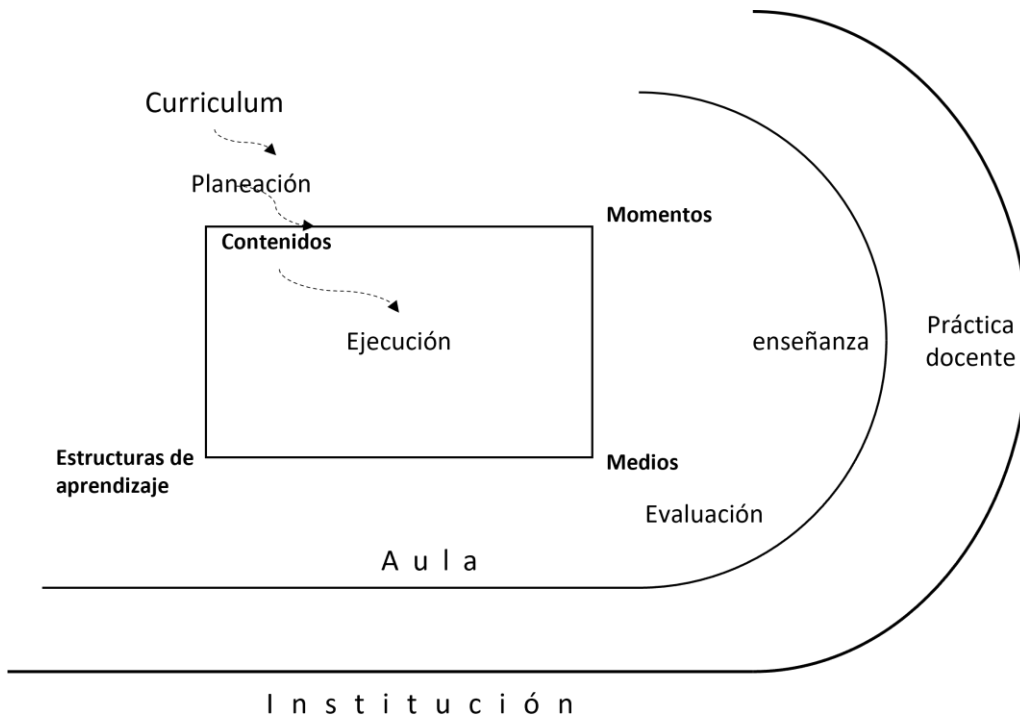 Curriculum
Planeación
Momentos
Contenidos
Ejecución
enseñanza
Práctica
docente
Estructuras de
aprendizaje
Medios
Evaluación
A u l a
I n s t i t u c i ó n